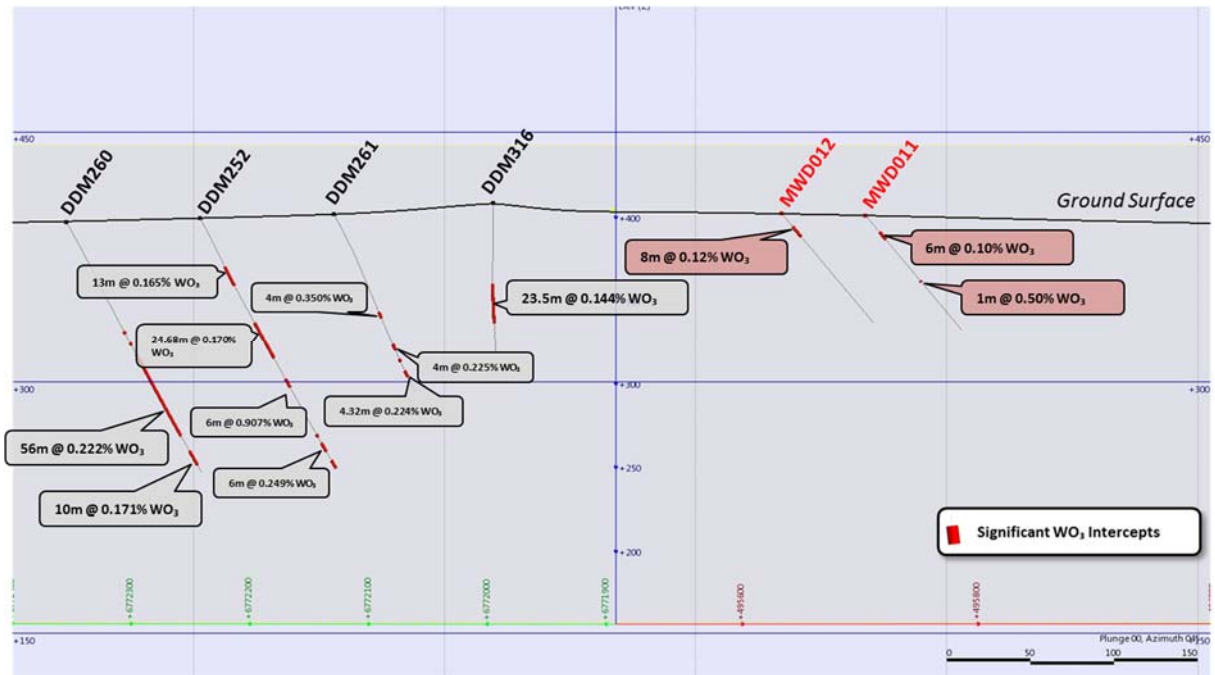 +450
+450
DDM260
DDM252
DDM261
DDM316
MWD012
MWD011
Ground Surface
+400
8m @ 0.12% WO₃
6m @ 0.10% WO₃
13m @ 0.165% WO₃
4m @ 0.350% WO₃
23.5m @ 0.144% WO₃
1m @ 0.50% WO₃
24.68m @ 0.170%
WO₃
4m @ 0.225% WO₃
+300
+300
+300
6m @ 0.907% WO₃
4.32m @ 0.224% WO₃
56m @ 0.222% WO₃
+250
6m @ 0.249% WO₃
10m @ 0.171% WO₃
Significant WO₃ Intercepts
+200
+6772300
+6772200
+6772100
+6772000
+6771900
+495600
+495800
+150
Plunge 00, Azimuth
0
50
100
150